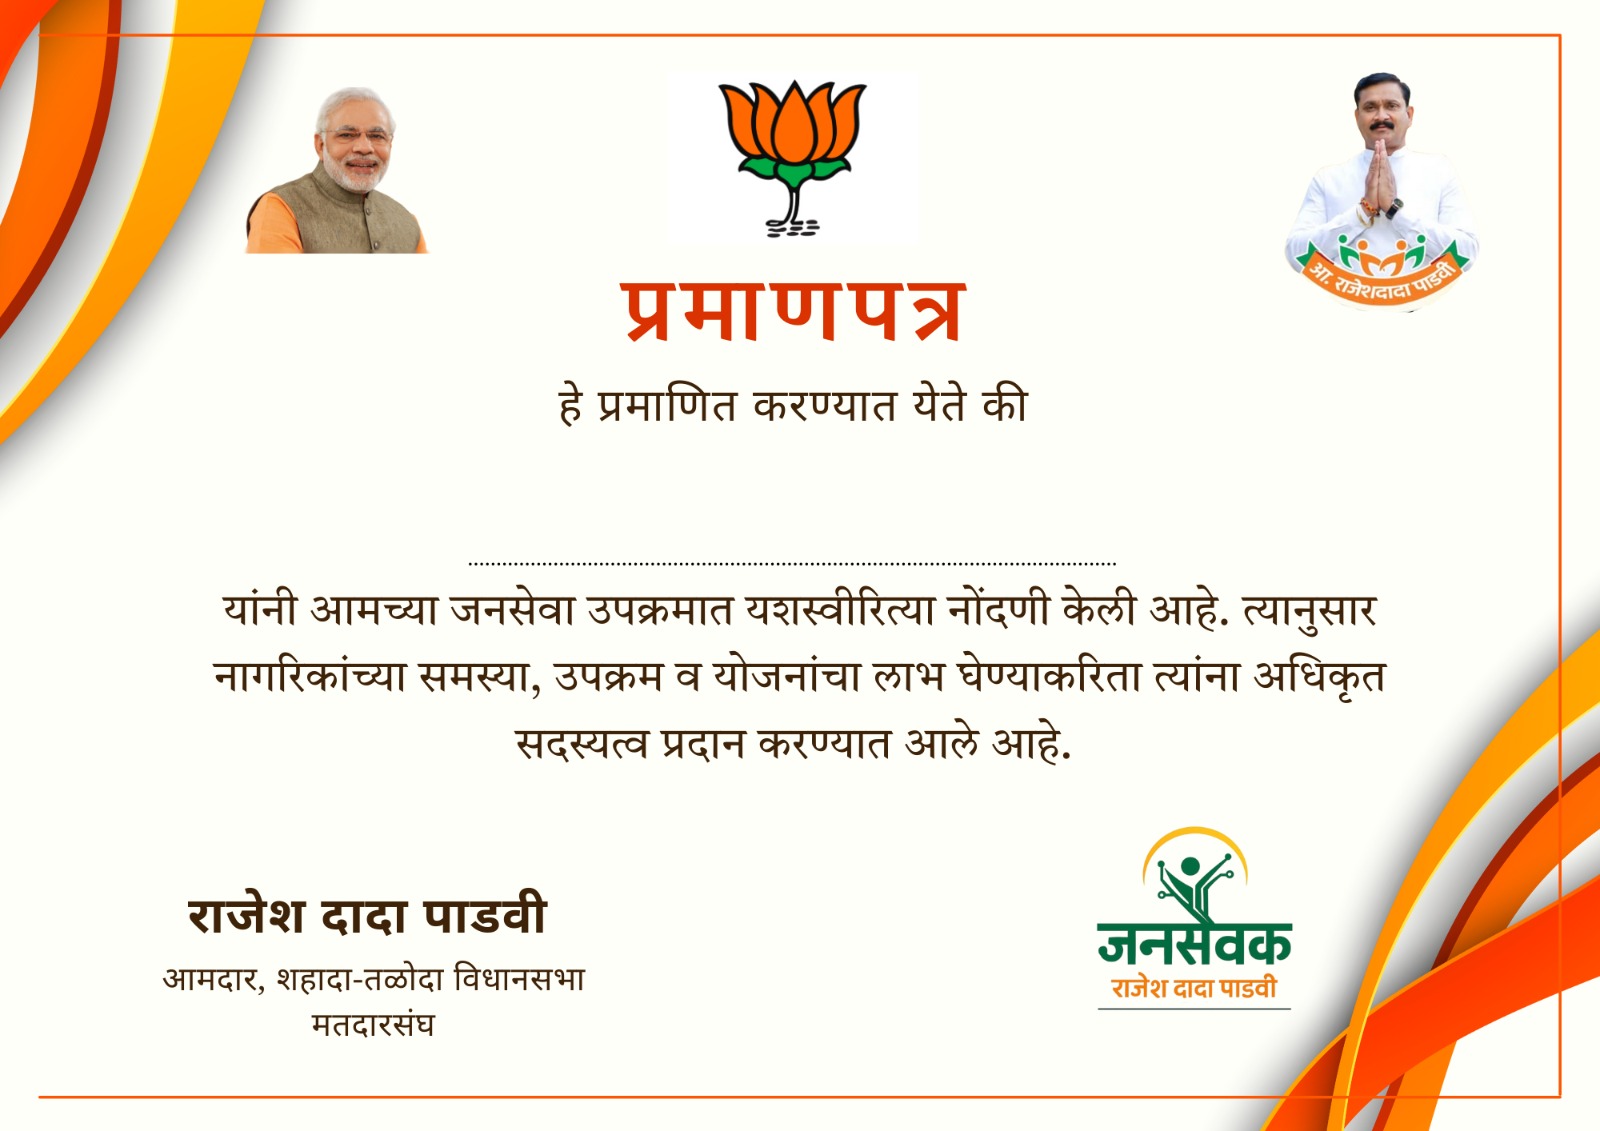 आ. राजेशदादा पाडवी
प्रमाणपत्र
हे प्रमाणित करण्यात येते की
यांनी आमच्या जनसेवा उपक्रमात यशस्वीरित्या नोंदणी केली आहे. त्यानुसार
नागरिकांच्या समस्या, उपक्रम व योजनांचा लाभ घेण्याकरिता त्यांना अधिकृत
सदस्यत्व प्रदान करण्यात आले आहे.
राजेश दादा पाडवी
आमदार, शहादा-तळोदा विधानसभा
मतदारसंघ
जनसेवक
राजेश दादा पाडवी